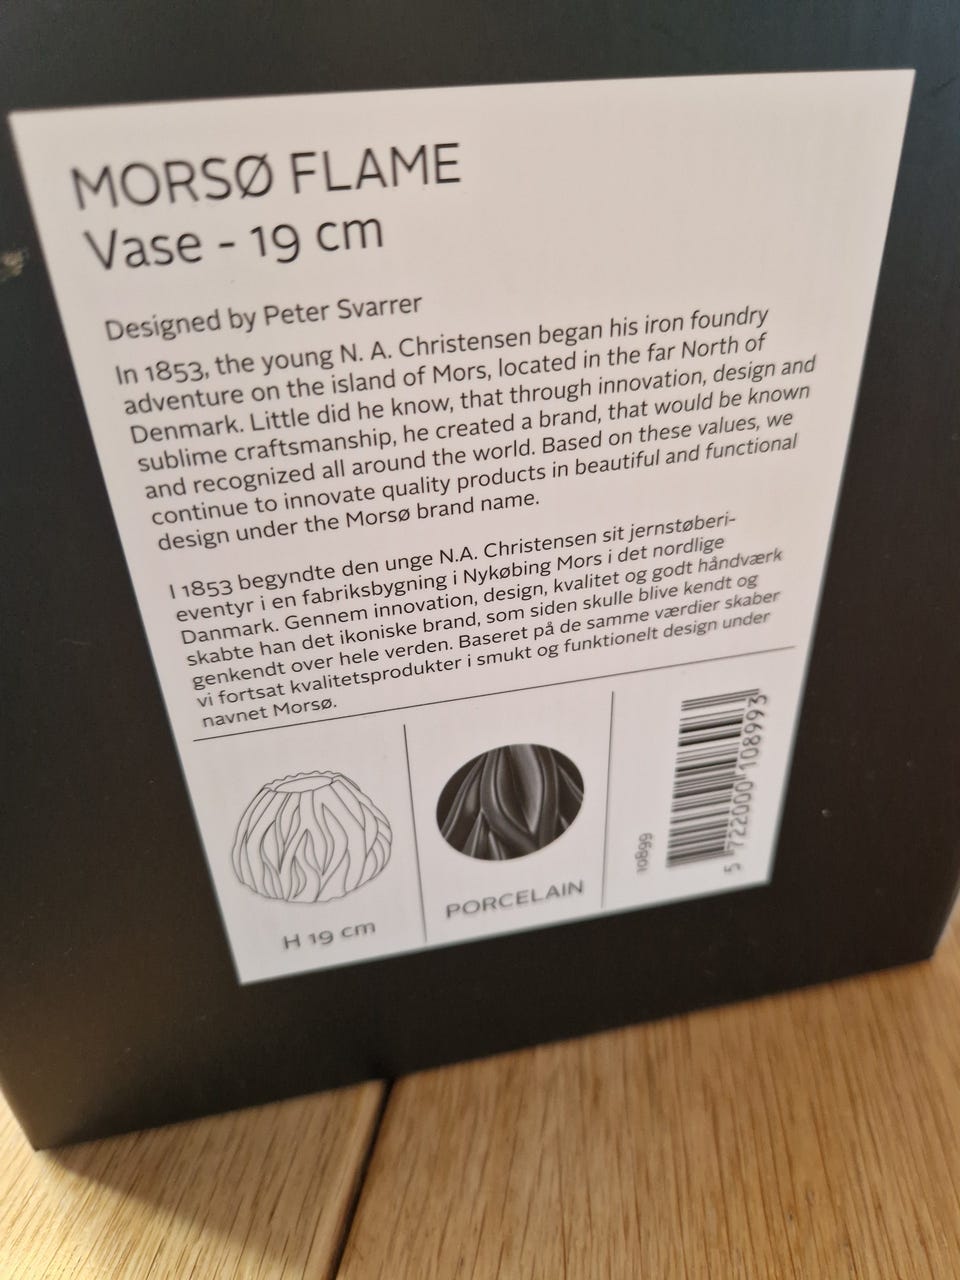 MORSØ FLAME
Vase - 19 cm
Designed by Peter Svarrer
In 1853, the young N. A. Christensen began his iron foundry
adventure on the island of Mors, located in the far North of
Denmark. Little did he know, that through innovation, design and
sublime craftsmanship, he created a brand, that would be known
and recognized all around the world. Based on these values, we
continue to innovate quality products in beautiful and functional
design under the Morsø brand name.
I 1853 begyndte den unge N.A. Christensen sit jernstøberi-
eventyr i en fabriksbygning i Nykøbing Mors i det nordlige
Danmark. Gennem innovation, design, kvalitet og godt håndværk
skabte han det ikoniske brand, som siden skulle blive kendt og
genkendt over hele verden. Baseret på de samme værdier skaber
vi fortsat kvalitetsprodukter i smukt og funktionelt design under
navnet Morsø.
H 19 cm
PORCELAIN
10899
5 722000 108993